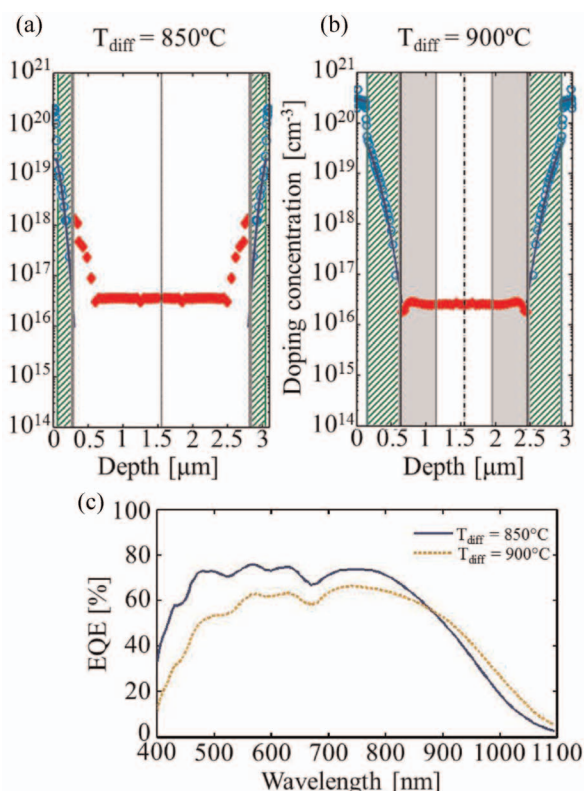 (a)
T_diff = 850ºC
(b)
T_diff = 900ºC
10^21
10^20
10^19
10^18
10^17
10^16
10^15
10^14
0 0.5 1 1.5 2 2.5 3
Depth [µm]
Doping concentration [cm^-3]
10^21
10^20
10^19
10^18
10^17
10^16
10^15
10^14
0 0.5 1 1.5 2 2.5 3
Depth [µm]
(c)
100
80
60
40
20
0
EQE [%]
T_diff = 850°C
T_diff = 900°C
400 500 600 700 800 900 1000 1100
Wavelength [nm]